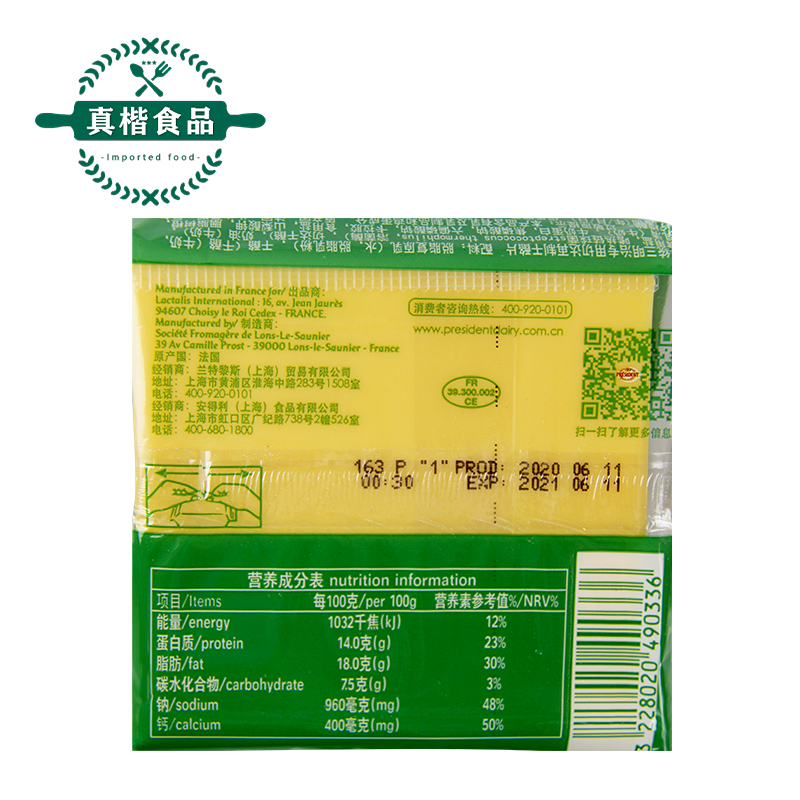 真楷食品
-Imported food-
Manufactured in France for/ 出品商:
Lactalis International : 16, av. Jean Jaurès
94607 Choisy le Roi Cedex - FRANCE.
Manufactured by/ 制造商:
Société Fromagère de Lons-Le-Saunier
39 Av Camille Prost - 39000 Lons-le-Saunier - France
原产国: 法国
经销商: 兰特黎斯 (上海) 贸易有限公司
地址: 上海市黄浦区淮海中路283号1508室
电话: 400-920-0101
经销商: 安得利 (上海) 食品有限公司
地址: 上海市虹口区广纪路738号2幢526室
电话: 400-680-1800
消费者咨询热线: 400-920-0101
www.presidentdairy.com.cn
FR
39.300.002
CE
PRÉSIDENT
扫一扫了解更多信息
163 P "1" PROD: 2020 06 11
00:30 EXP: 2021 06 11
营养成分表 nutrition information
项目/Items 每100克/per 100g 营养素参考值%/NRV%
能量/energy 1032千焦(kJ) 12%
蛋白质/protein 14.0克(g) 23%
脂肪/fat 18.0克(g) 30%
碳水化合物/carbohydrate 7.5克(g) 3%
钠/sodium 960毫克(mg) 48%
钙/calcium 400毫克(mg) 50%
3 228020 490336